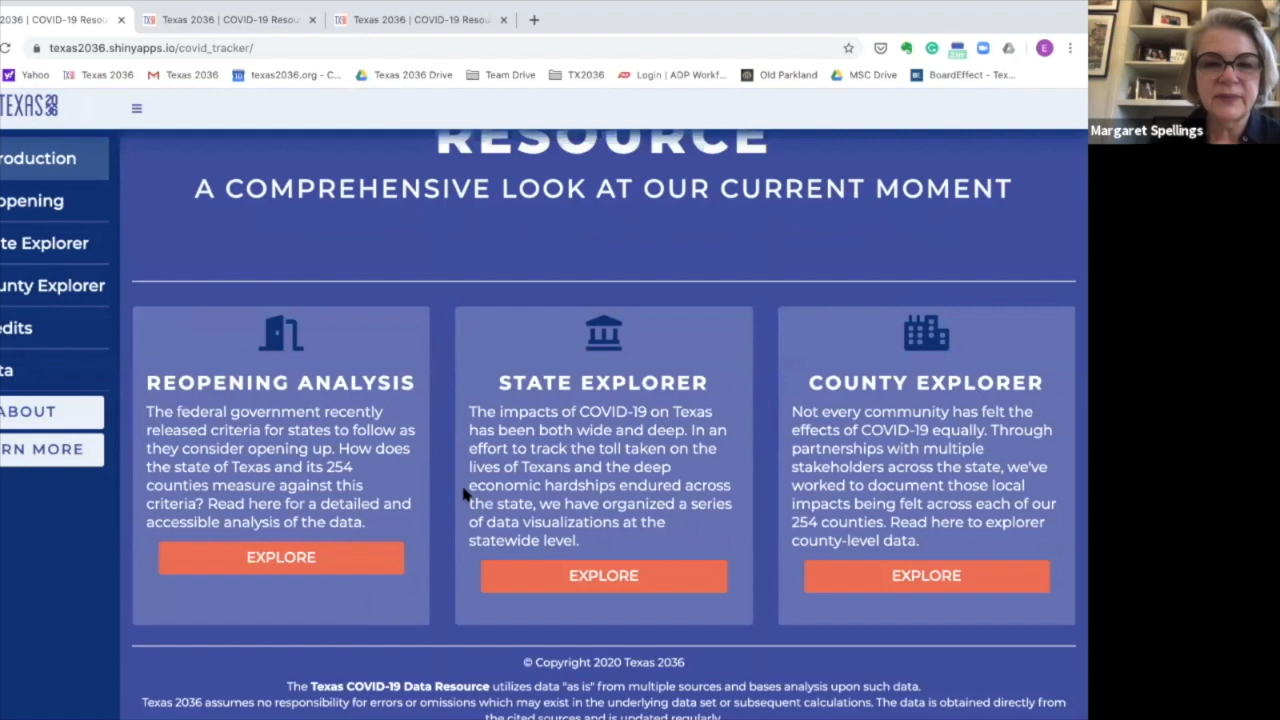 2036 | COVID-19 Resou
Texas 2036 | COVID-19 Resou
Texas 2036 | COVID-19 Resou
texas2036.shinyapps.io/covid_tracker/
E
Yahoo
Texas 2036
Texas 2036
texas2036.org - C...
Texas 2036 Drive
Team Drive
TX2036
Login | ADP Workf...
Old Parkland
MSC Drive
BoardEffect - Tex...
TEXAS 2036
roduction
opening
te Explorer
unty Explorer
edits
ta
ABOUT
RN MORE
RESOURCE
A COMPREHENSIVE LOOK AT OUR CURRENT MOMENT
REOPENING ANALYSIS
The federal government recently
released criteria for states to follow as
they consider opening up. How does
the state of Texas and its 254
counties measure against this
criteria? Read here for a detailed and
accessible analysis of the data.
EXPLORE
STATE EXPLORER
The impacts of COVID-19 on Texas
has been both wide and deep. In an
effort to track the toll taken on the
lives of Texans and the deep
economic hardships endured across
the state, we have organized a series
of data visualizations at the
statewide level.
EXPLORE
COUNTY EXPLORER
Not every community has felt the
effects of COVID-19 equally. Through
partnerships with multiple
stakeholders across the state, we've
worked to document those local
impacts being felt across each of our
254 counties. Read here to explorer
county-level data.
EXPLORE
© Copyright 2020 Texas 2036
The Texas COVID-19 Data Resource utilizes data "as is" from multiple sources and bases analysis upon such data.
Texas 2036 assumes no responsibility for errors or omissions which may exist in the underlying data set or subsequent calculations. The data is obtained directly from
the cited sources and is updated regularly.
Margaret Spellings